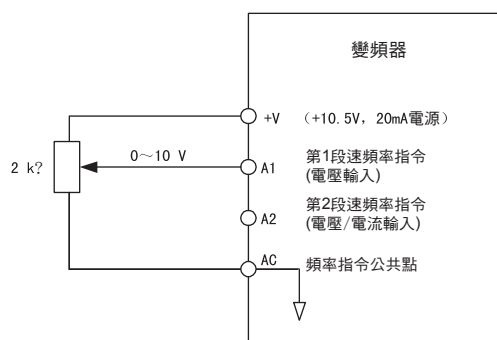 變頻器
+V （+10.5V，20mA電源）
0～10 V
2 k?
A1 第1段速頻率指令
(電壓輸入)
A2 第2段速頻率指令
(電壓/電流輸入)
AC 頻率指令公共點